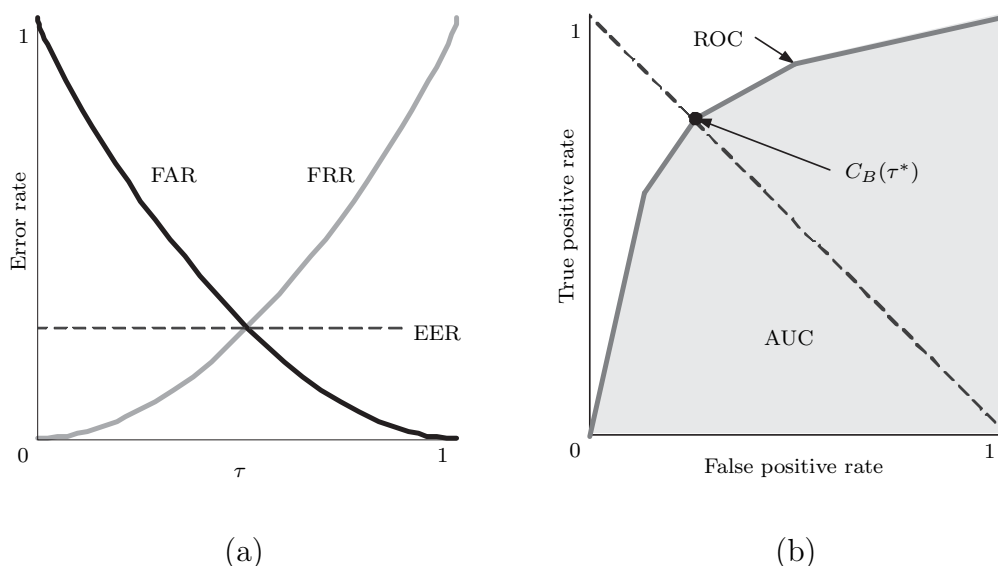 1
FAR
FRR
Error rate
EER
0
1
τ
(a)
1
ROC
C_B(τ*)
True positive rate
AUC
0
1
False positive rate
(b)